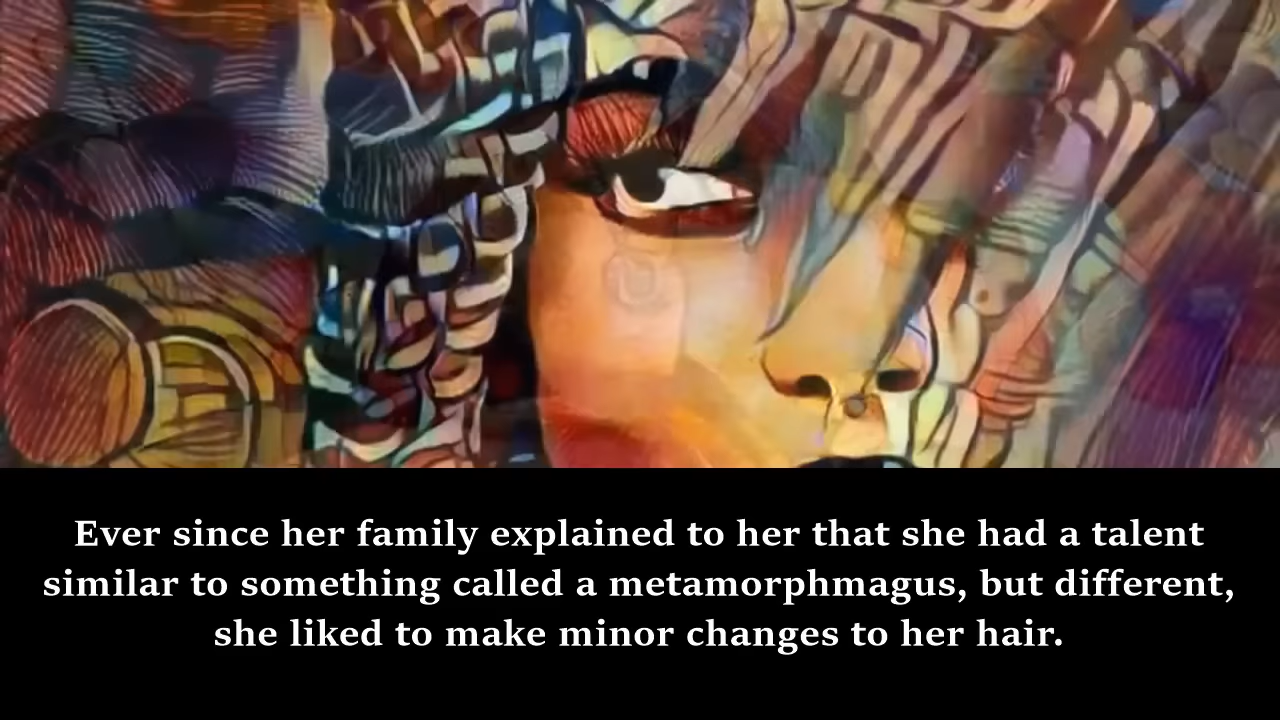 Ever since her family explained to her that she had a talent
similar to something called a metamorphmagus, but different,
she liked to make minor changes to her hair.